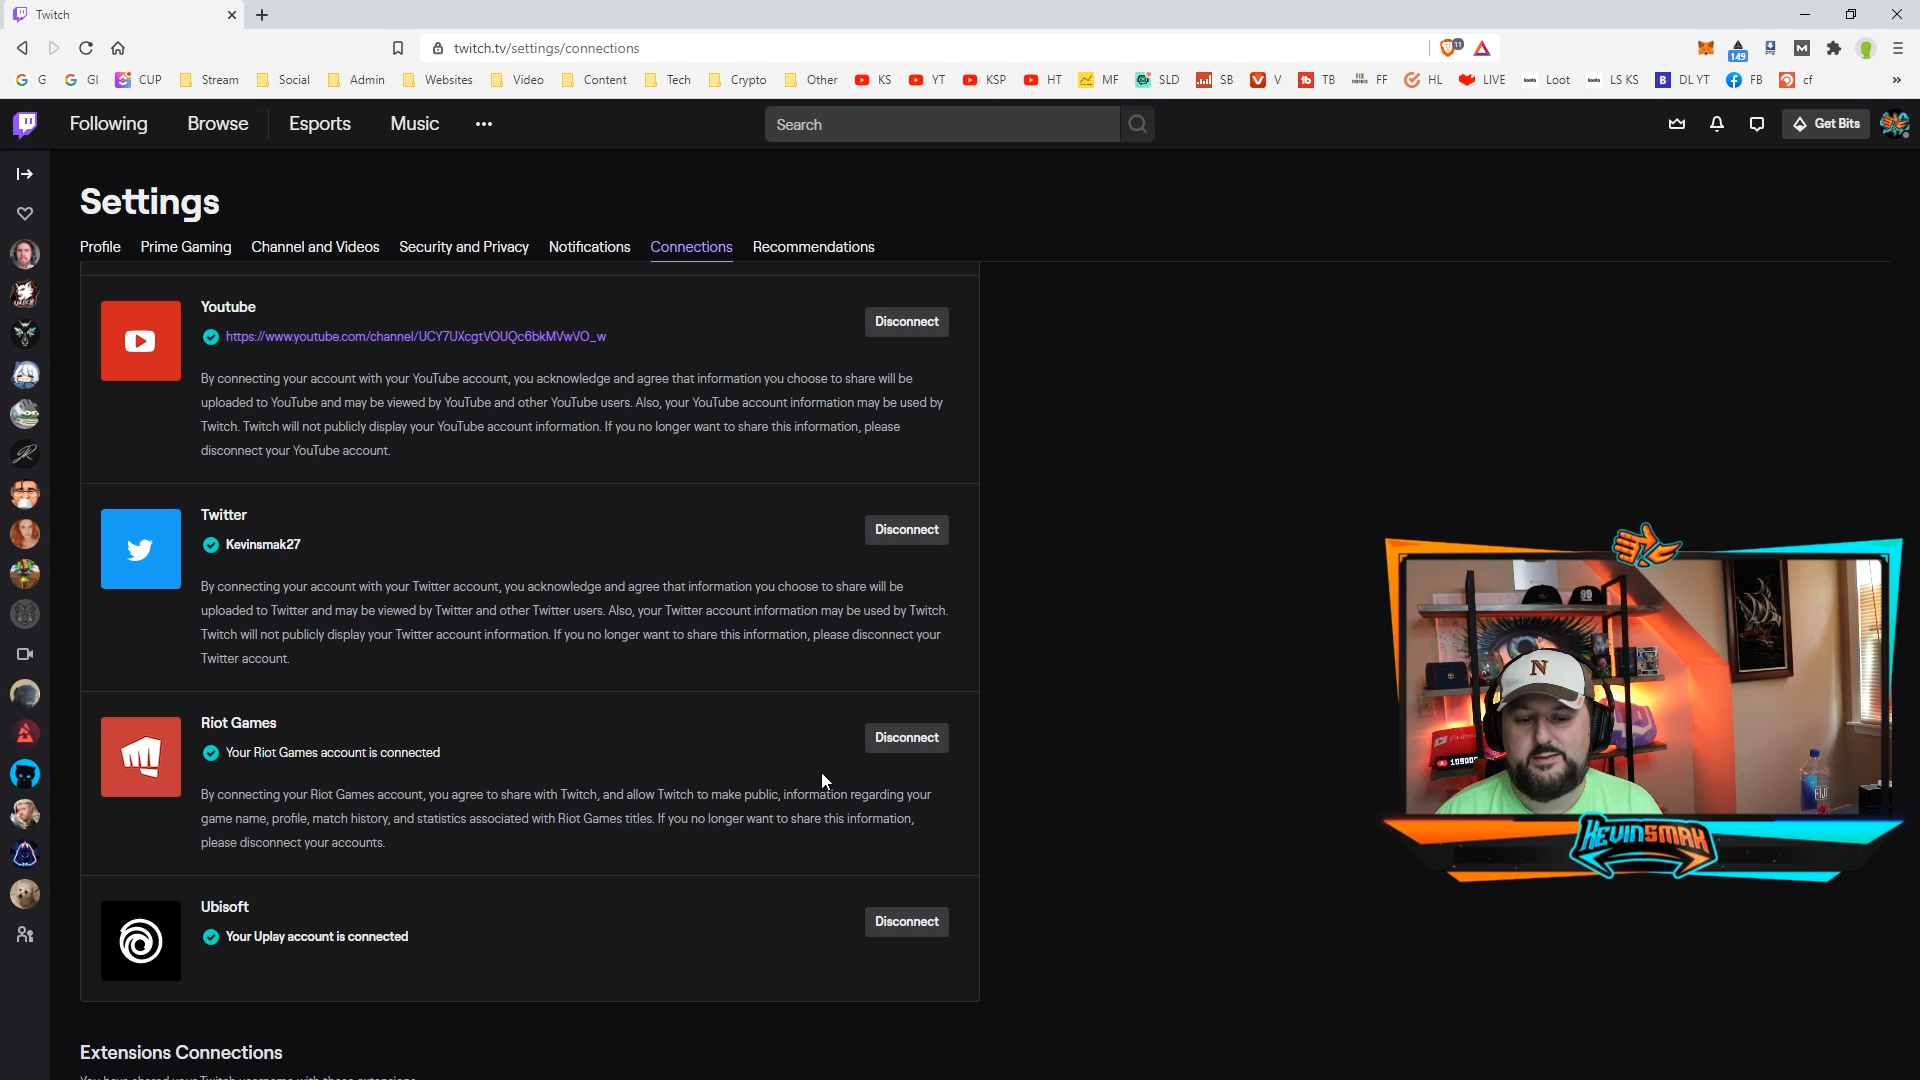 Twitch
twitch.tv/settings/connections
11
149
G G GI CUP Stream Social Admin Websites Video Content Tech Crypto Other KS YT KSP HT MF SLD SB V TB FF HL LIVE Loot LS KS DL YT FB cf »
Following Browse Esports Music
Search
Get Bits
Settings
Profile Prime Gaming Channel and Videos Security and Privacy Notifications Connections Recommendations
Youtube
Disconnect
https://www.youtube.com/channel/UCY7UXcgtVOUQc6bkMVwVO_w
By connecting your account with your YouTube account, you acknowledge and agree that information you choose to share will be
uploaded to YouTube and may be viewed by YouTube and other YouTube users. Also, your YouTube account information may be used by
Twitch. Twitch will not publicly display your YouTube account information. If you no longer want to share this information, please
disconnect your YouTube account.
Twitter
Disconnect
Kevinsmak27
By connecting your account with your Twitter account, you acknowledge and agree that information you choose to share will be
uploaded to Twitter and may be viewed by Twitter and other Twitter users. Also, your Twitter account information may be used by Twitch.
Twitch will not publicly display your Twitter account information. If you no longer want to share this information, please disconnect your
Twitter account.
Riot Games
Disconnect
Your Riot Games account is connected
By connecting your Riot Games account, you agree to share with Twitch, and allow Twitch to make public, information regarding your
game name, profile, match history, and statistics associated with Riot Games titles. If you no longer want to share this information,
please disconnect your accounts.
Ubisoft
Disconnect
Your Uplay account is connected
Extensions Connections
99
N
FIJI
KEVINSMAK